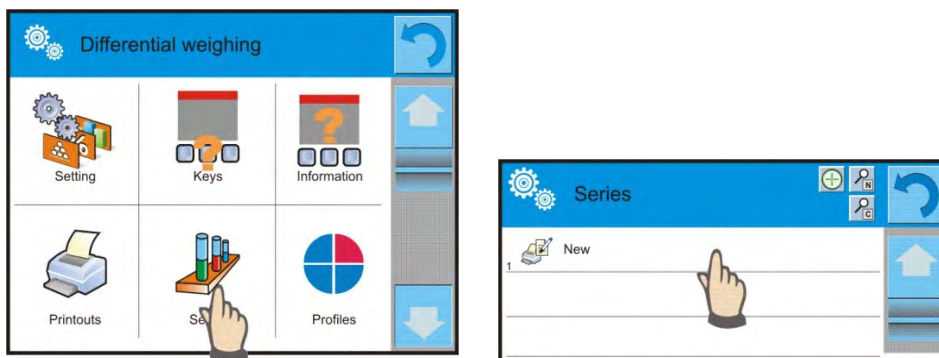 Differential weighing
Setting
Keys
Information
Printouts
Profiles
Series
N
C
New
1